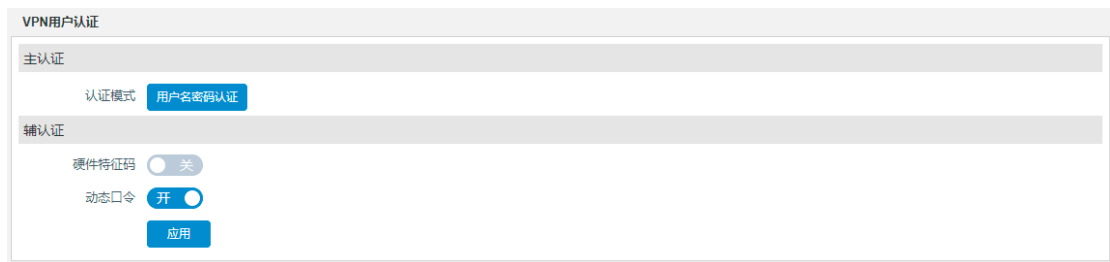 VPN用户认证
主认证
认证模式 用户名密码认证
辅认证
硬件特征码 关
动态口令 开
应用